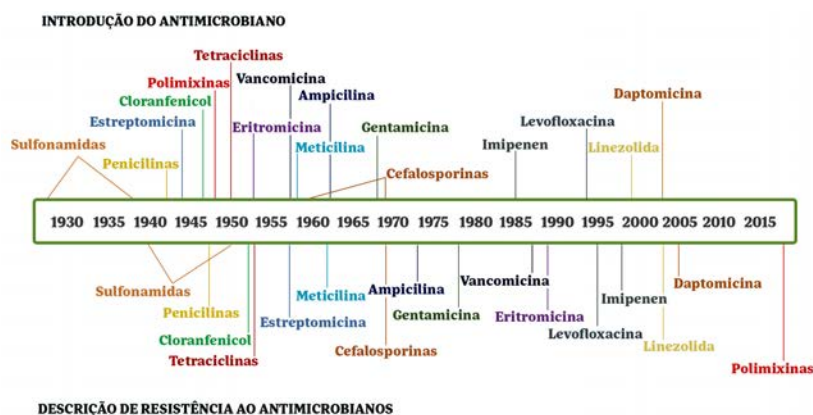 INTRODUÇÃO DO ANTIMICROBIANO
Tetraciclinas
Polimixinas
Vancomicina
Cloranfenicol
Ampicilina
Daptomicina
Estreptomicina
Eritromicina
Gentamicina
Levofloxacina
Sulfonamidas
Meticilina
Imipenen
Linezolida
Penicilinas
Cefalosporinas
1930 1935 1940 1945 1950 1955 1960 1965 1970 1975 1980 1985 1990 1995 2000 2005 2010 2015
Sulfonamidas
Meticilina
Ampicilina
Vancomicina
Daptomicina
Penicilinas
Imipenen
Estreptomicina
Gentamicina
Eritromicina
Cloranfenicol
Levofloxacina
Tetraciclinas
Cefalosporinas
Linezolida
Polimixinas
DESCRIÇÃO DE RESISTÊNCIA AO ANTIMICROBIANOS